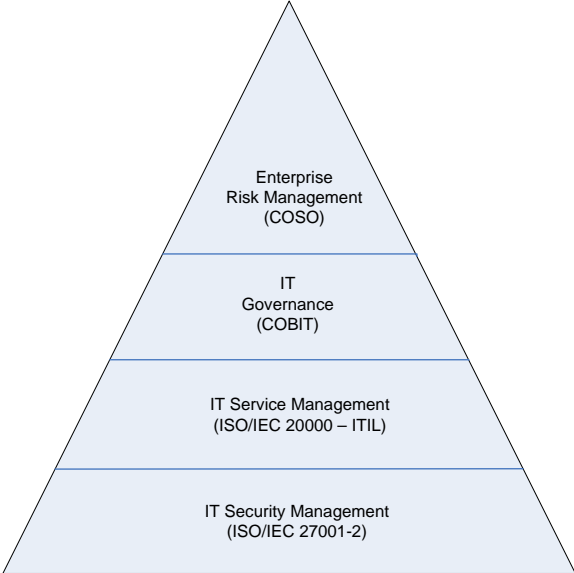 Enterprise
Risk Management
(COSO)
IT
Governance
(COBIT)
IT Service Management
(ISO/IEC 20000 – ITIL)
IT Security Management
(ISO/IEC 27001-2)